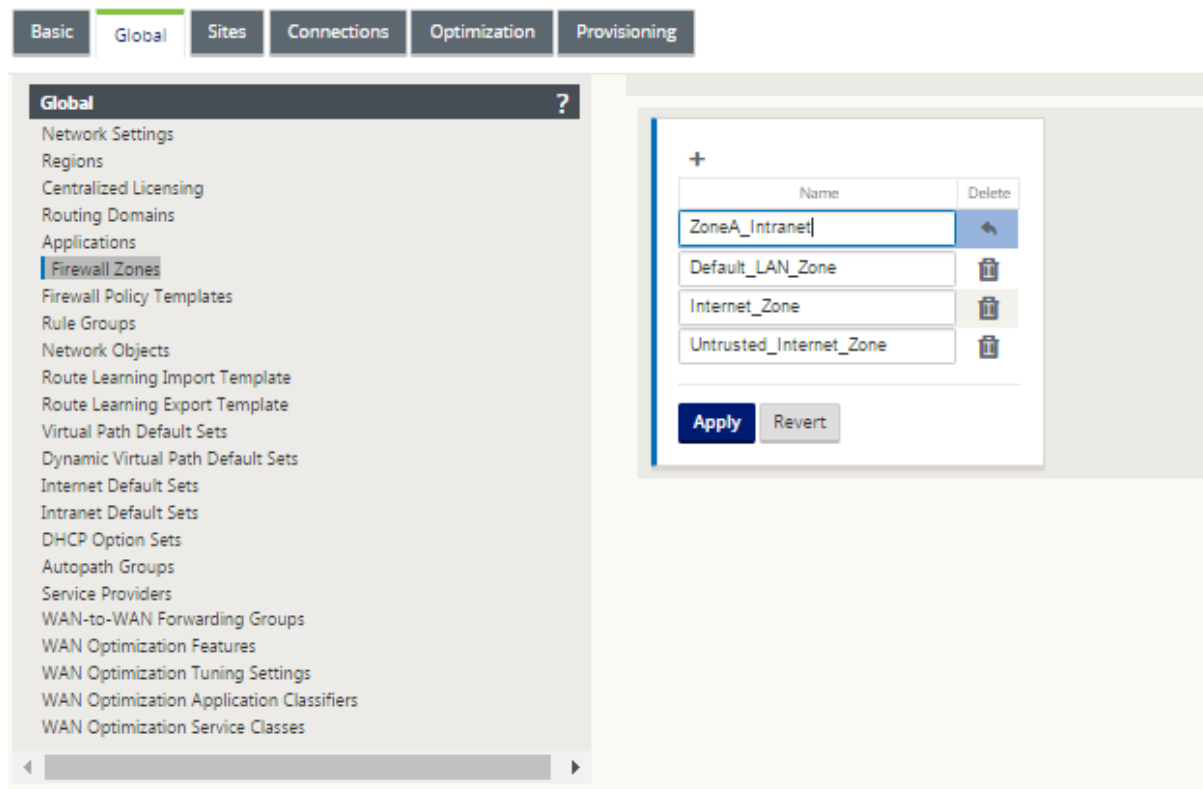 Basic Global Sites Connections Optimization Provisioning
Global ?
Network Settings
Regions
Centralized Licensing
Routing Domains
Applications
Firewall Zones
Firewall Policy Templates
Rule Groups
Network Objects
Route Learning Import Template
Route Learning Export Template
Virtual Path Default Sets
Dynamic Virtual Path Default Sets
Internet Default Sets
Intranet Default Sets
DHCP Option Sets
Autopath Groups
Service Providers
WAN-to-WAN Forwarding Groups
WAN Optimization Features
WAN Optimization Tuning Settings
WAN Optimization Application Classifiers
WAN Optimization Service Classes
+
Name Delete
ZoneA_Intranet
Default_LAN_Zone
Internet_Zone
Untrusted_Internet_Zone
Apply Revert